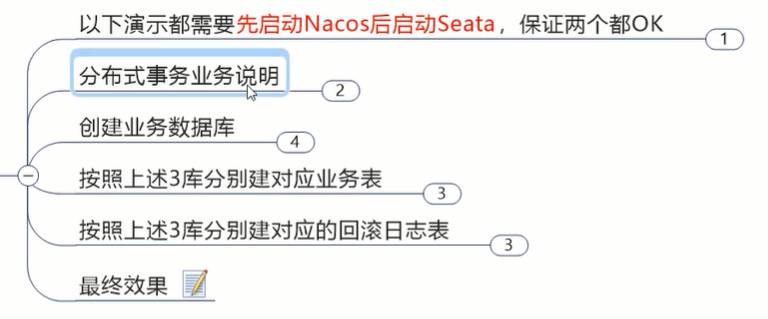 以下演示都需要先启动Nacos后启动Seata，保证两个都OK 1
分布式事务业务说明 2
创建业务数据库 4
按照上述3库分别建对应业务表 3
按照上述3库分别建对应的回滚日志表 3
最终效果